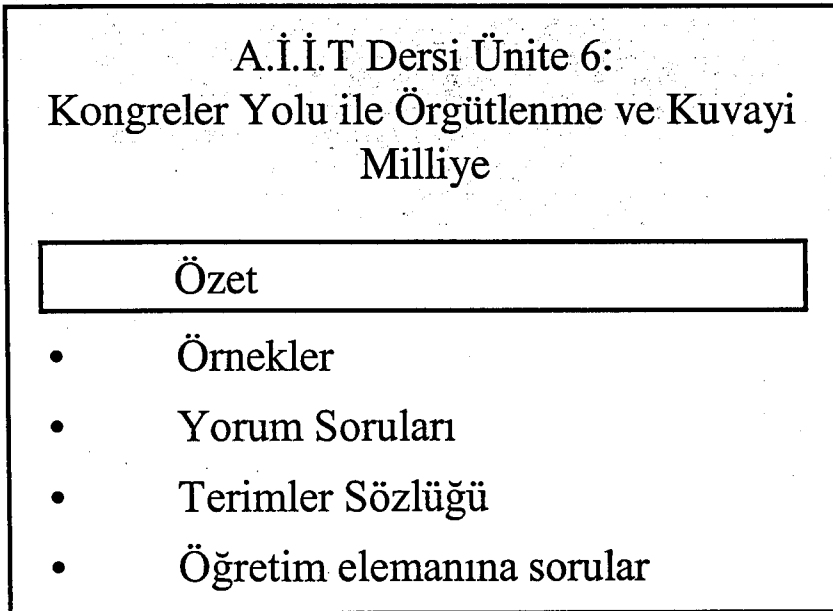 A.İ.İ.T Dersi Ünite 6:
Kongreler Yolu ile Örgütlenme ve Kuvayi
Milliye
Özet
• Örnekler
• Yorum Soruları
• Terimler Sözlüğü
• Öğretim elemanına sorular